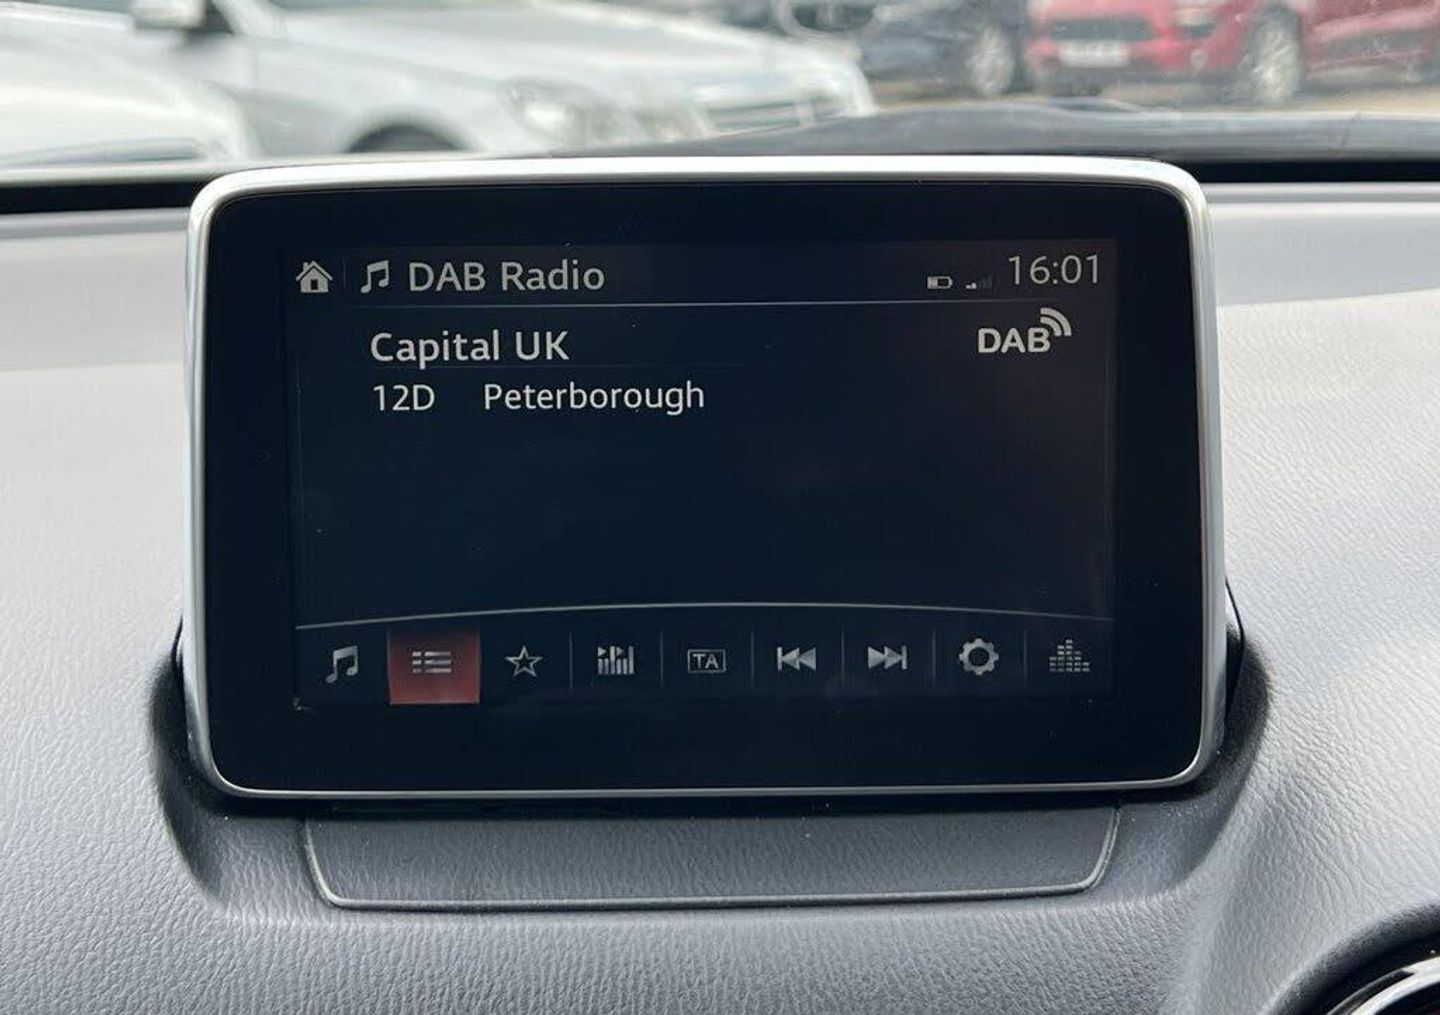 DAB Radio 16:01
Capital UK DAB
12D Peterborough
TA